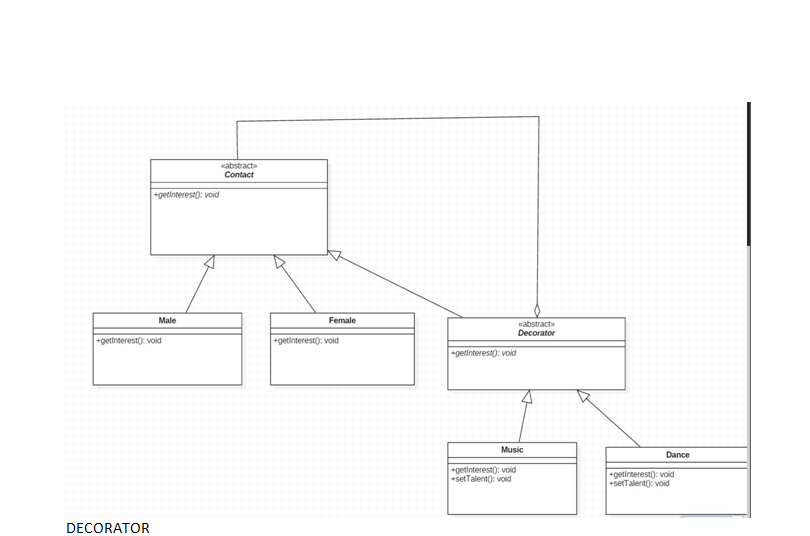 «abstract»
Contact
+getInterest(): void
Male
+getInterest(): void
Female
+getInterest(): void
«abstract»
Decorator
+getInterest(): void
Music
+getInterest(): void
+setTalent(): void
Dance
+getInterest(): void
+setTalent(): void
DECORATOR